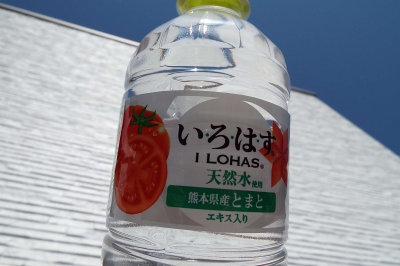 い・ろ・は・す
I LOHAS®
天然水使用
熊本県産とまと
エキス入り